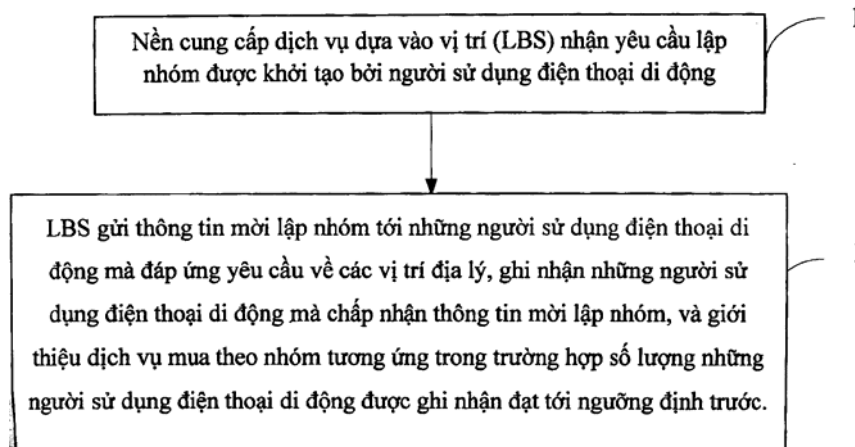 Nền cung cấp dịch vụ dựa vào vị trí (LBS) nhận yêu cầu lập
nhóm được khởi tạo bởi người sử dụng điện thoại di động
LBS gửi thông tin mời lập nhóm tới những người sử dụng điện thoại di
động mà đáp ứng yêu cầu về các vị trí địa lý, ghi nhận những người sử
dụng điện thoại di động mà chấp nhận thông tin mời lập nhóm, và giới
thiệu dịch vụ mua theo nhóm tương ứng trong trường hợp số lượng những
người sử dụng điện thoại di động được ghi nhận đạt tới ngưỡng định trước.